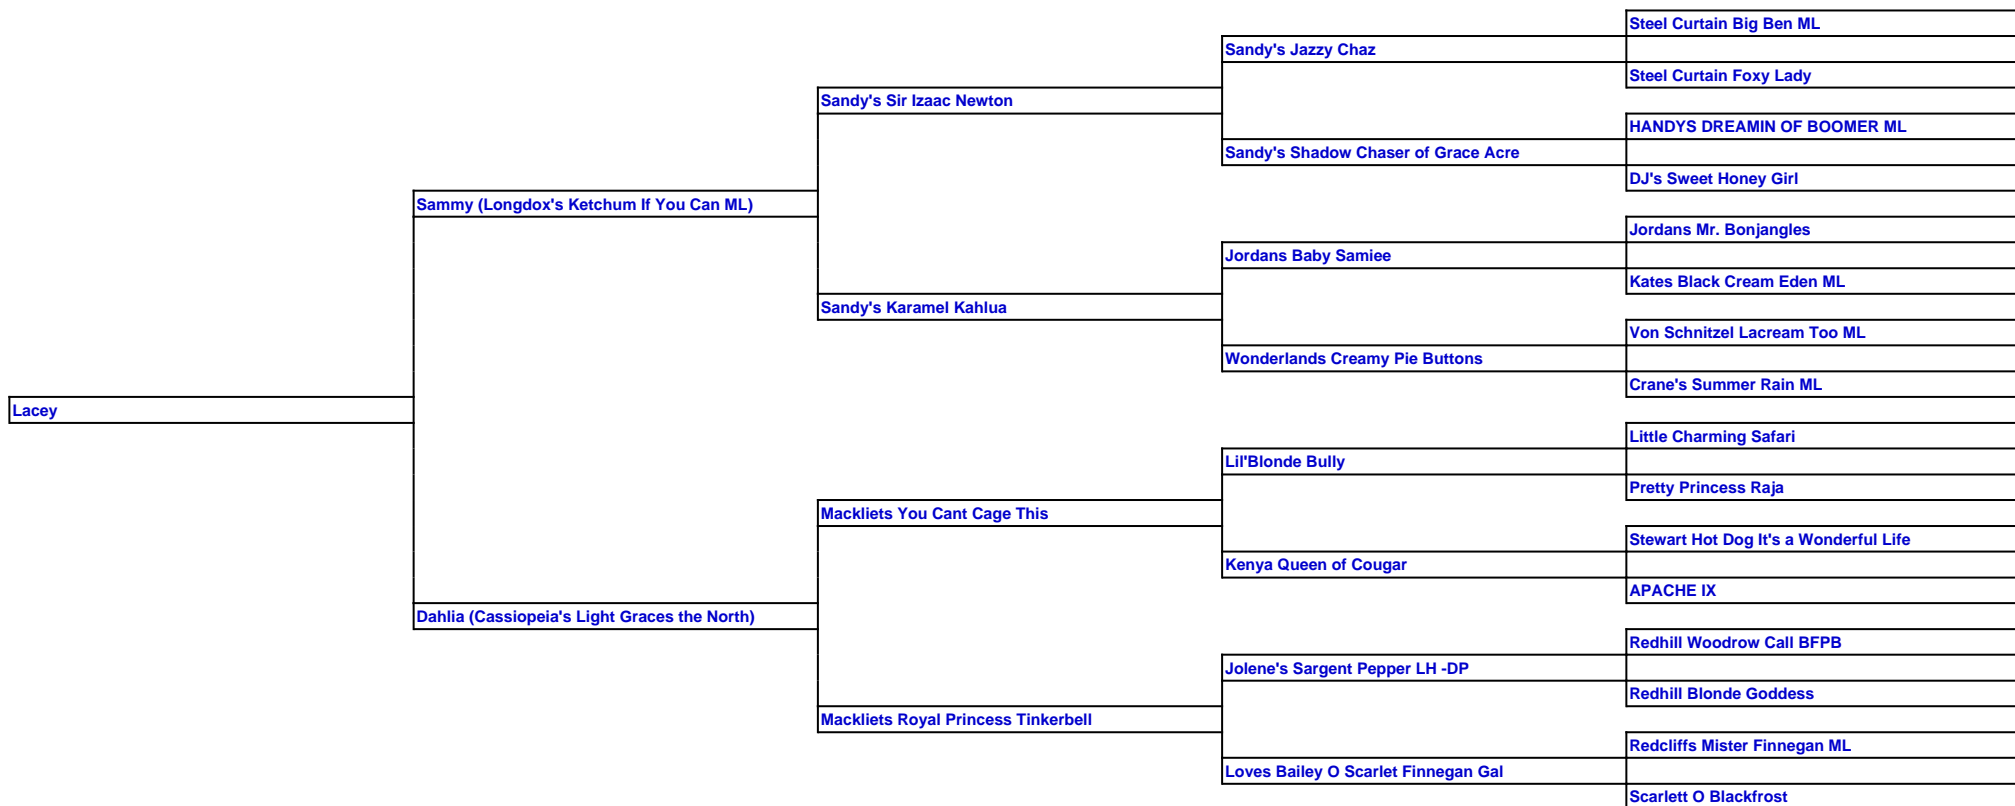 Steel Curtain Big Ben ML
Sandy's Jazzy Chaz
Steel Curtain Foxy Lady
Sandy's Sir Izaac Newton
HANDYS DREAMIN OF BOOMER ML
Sandy's Shadow Chaser of Grace Acre
DJ's Sweet Honey Girl
Sammy (Longdox's Ketchum If You Can ML)
Jordans Mr. Bonjangles
Jordans Baby Samiee
Kates Black Cream Eden ML
Sandy's Karamel Kahlua
Von Schnitzel Lacream Too ML
Wonderlands Creamy Pie Buttons
Crane's Summer Rain ML
Lacey
Little Charming Safari
Lil'Blonde Bully
Pretty Princess Raja
Mackliets You Cant Cage This
Stewart Hot Dog It's a Wonderful Life
Kenya Queen of Cougar
APACHE IX
Dahlia (Cassiopeia's Light Graces the North)
Redhill Woodrow Call BFPB
Jolene's Sargent Pepper LH -DP
Redhill Blonde Goddess
Mackliets Royal Princess Tinkerbell
Redcliffs Mister Finnegan ML
Loves Bailey O Scarlet Finnegan Gal
Scarlett O Blackfrost